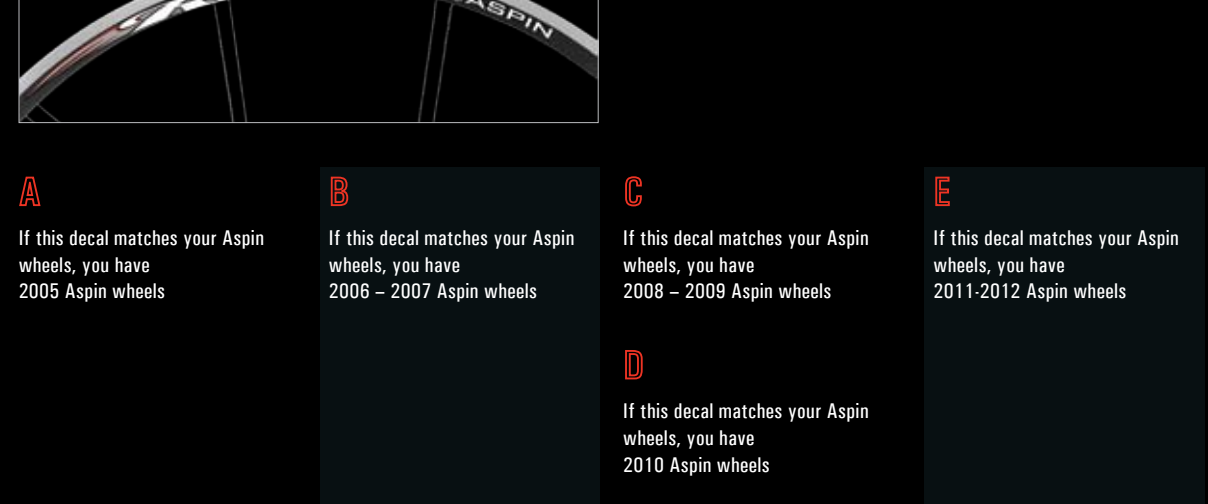 ASPIN
A
If this decal matches your Aspin
wheels, you have
2005 Aspin wheels
B
If this decal matches your Aspin
wheels, you have
2006 – 2007 Aspin wheels
C
If this decal matches your Aspin
wheels, you have
2008 – 2009 Aspin wheels
D
If this decal matches your Aspin
wheels, you have
2010 Aspin wheels
E
If this decal matches your Aspin
wheels, you have
2011-2012 Aspin wheels